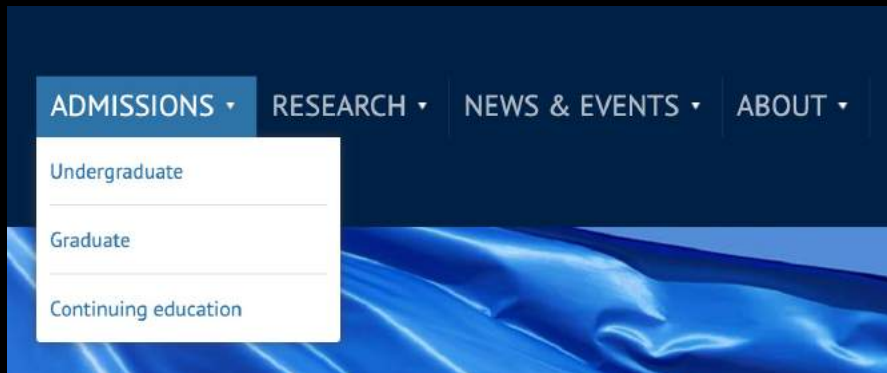 ADMISSIONS RESEARCH NEWS & EVENTS ABOUT
Undergraduate
Graduate
Continuing education